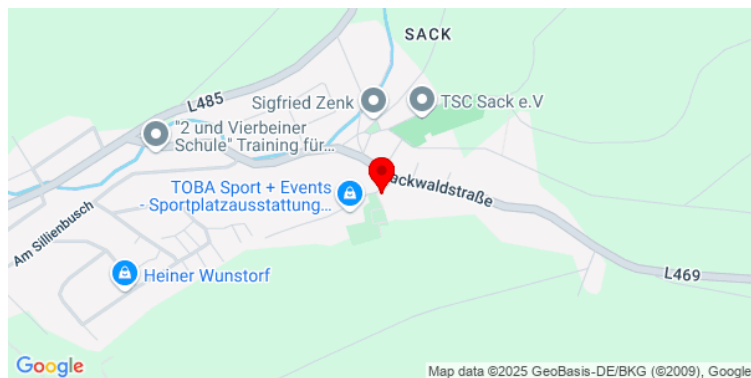 SACK
L485
Sigfried Zenk
TSC Sack e.V
"2 und Vierbeiner
Schule" Training für...
TOBA Sport + Events
- Sportplatzausstattung...
ackwaldstraße
Am Sillienbusch
Heiner Wunstorf
L469
Google
Map data ©2025 GeoBasis-DE/BKG (©2009), Google